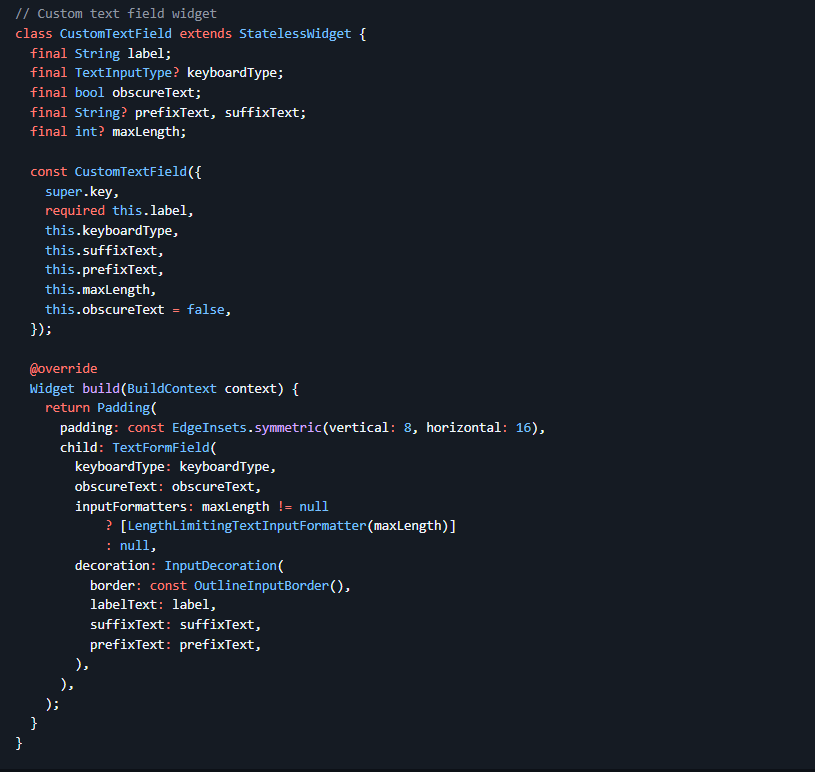 // Custom text field widget
class CustomTextField extends StatelessWidget {
  final String label;
  final TextInputType? keyboardType;
  final bool obscureText;
  final String? prefixText, suffixText;
  final int? maxLength;

  const CustomTextField({
    super.key,
    required this.label,
    this.keyboardType,
    this.suffixText,
    this.prefixText,
    this.maxLength,
    this.obscureText = false,
  });

  @override
  Widget build(BuildContext context) {
    return Padding(
      padding: const EdgeInsets.symmetric(vertical: 8, horizontal: 16),
      child: TextFormField(
        keyboardType: keyboardType,
        obscureText: obscureText,
        inputFormatters: maxLength != null
            ? [LengthLimitingTextInputFormatter(maxLength)]
            : null,
        decoration: InputDecoration(
          border: const OutlineInputBorder(),
          labelText: label,
          suffixText: suffixText,
          prefixText: prefixText,
        ),
      ),
    );
  }
}